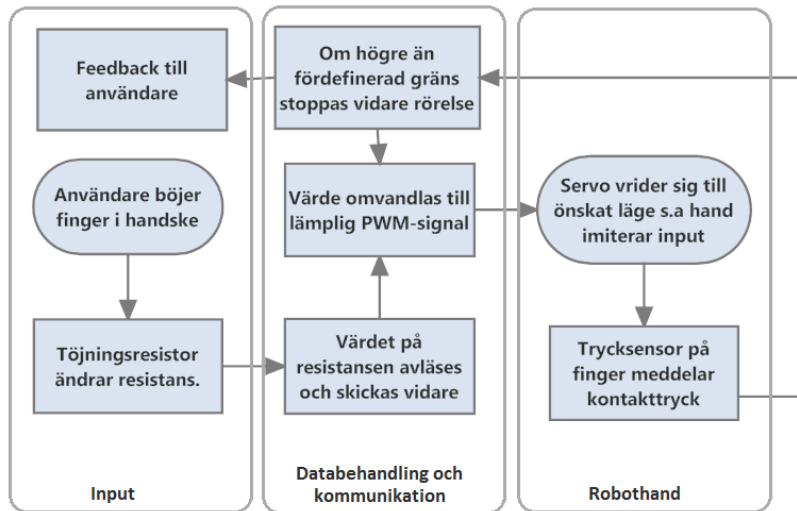 Feedback till
användare
Användare böjer
finger i handske
Töjningsresistor
ändrar resistans.
Input
Om högre än
fördefinerad gräns
stoppas vidare rörelse
Värde omvandlas till
lämplig PWM-signal
Värdet på
resistansen avläses
och skickas vidare
Databehandling och
kommunikation
Servo vrider sig till
önskat läge s.a hand
imiterar input
Trycksensor på
finger meddelar
kontakttryck
Robothand